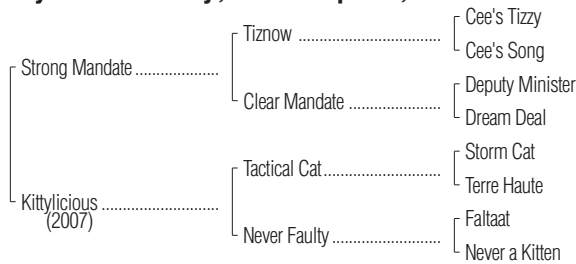 Cee's Tizzy
Tiznow ........................................
Cee's Song
Strong Mandate .....................
Deputy Minister
Clear Mandate .........................
Dream Deal
Storm Cat
Tactical Cat ...............................
Terre Haute
Kittylicious ..............................
(2007)
Faltaat
Never Faulty .............................
Never a Kitten